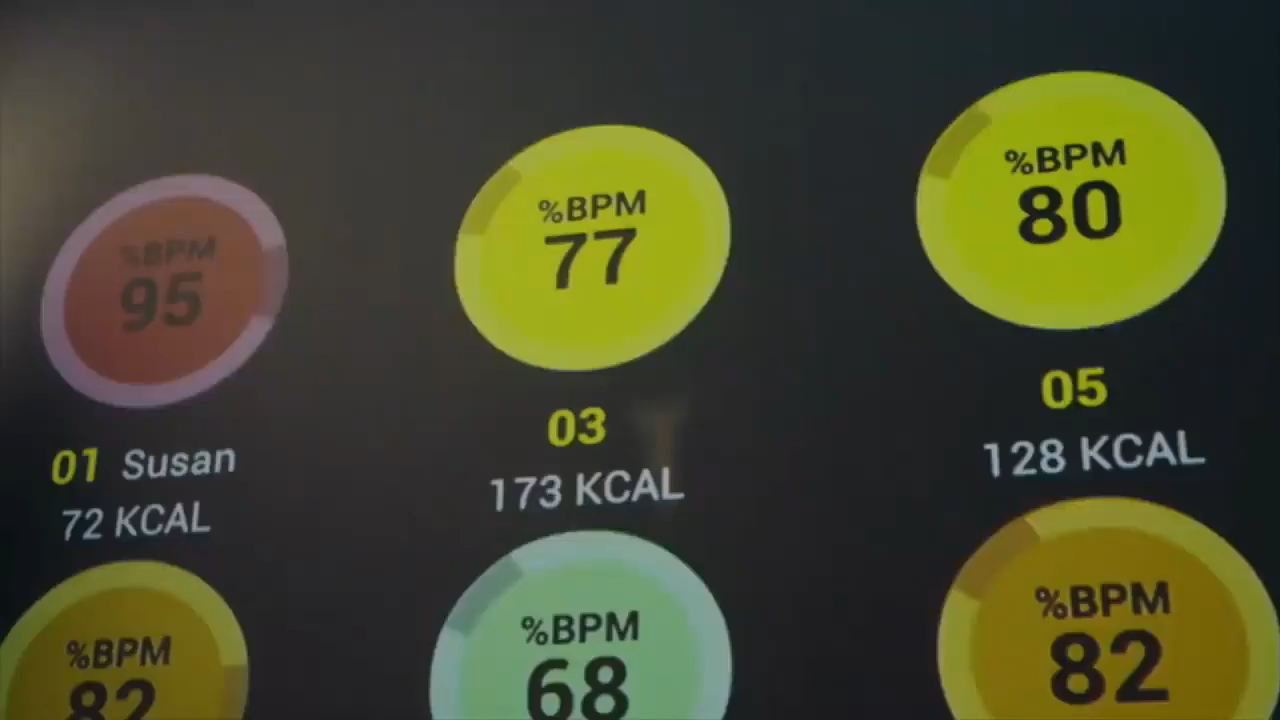 %BPM
95
01 Susan
72 KCAL
%BPM
77
03
173 KCAL
%BPM
80
05
128 KCAL
%BPM
82
%BPM
68
%BPM
82